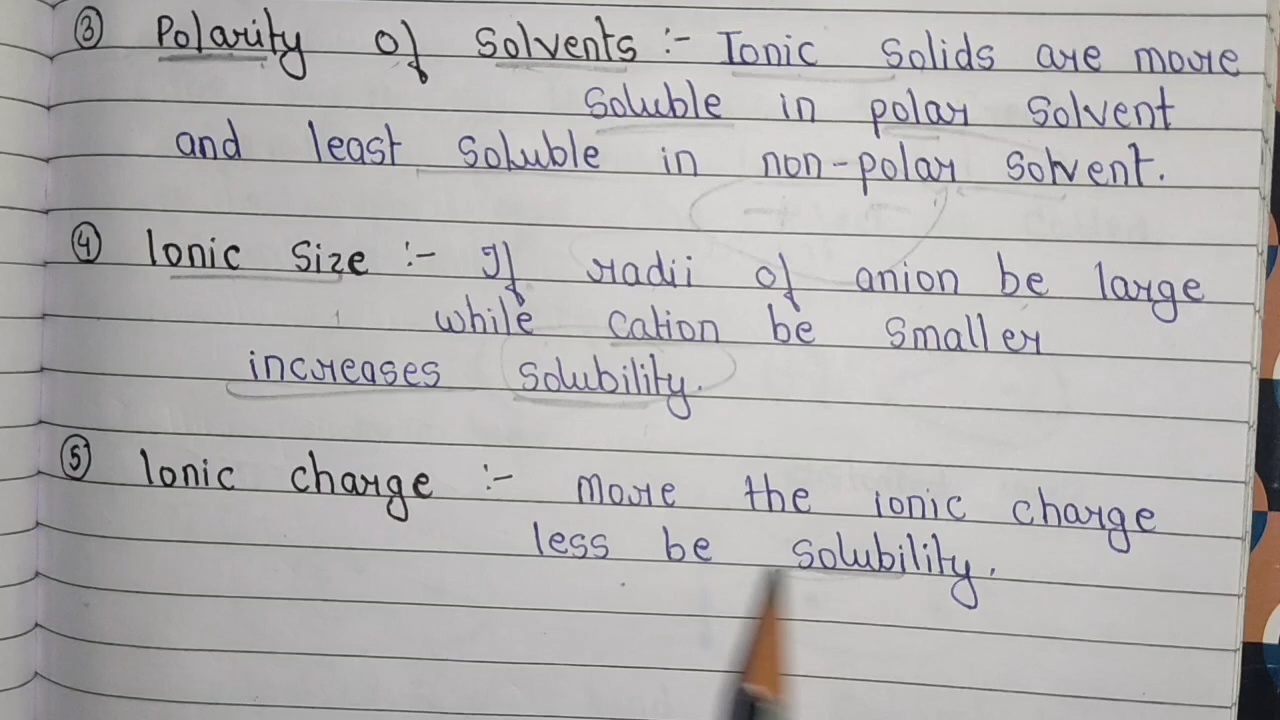 ③ Polarity of solvents :- Ionic solids are more
soluble in polar solvent
and least soluble in non-polar solvent.
④ Ionic Size :- If radii of anion be large
while cation be smaller
increases solubility.
⑤ Ionic charge :- more the ionic charge
less be solubility.